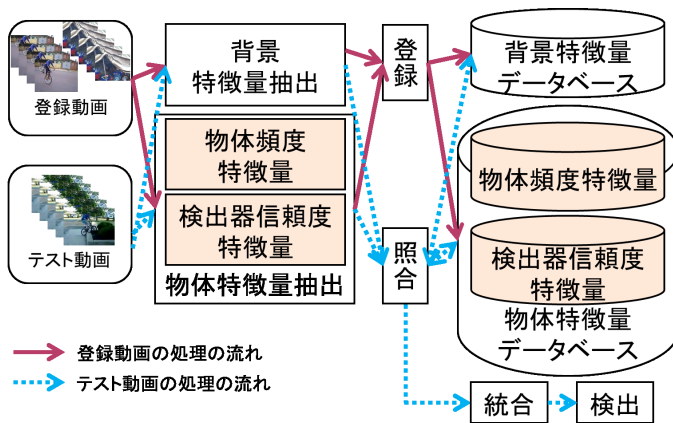 登録動画
テスト動画
背景
特徴量抽出
物体頻度
特徴量
検出器信頼度
特徴量
物体特徴量抽出
登録
照合
背景特徴量
データベース
物体頻度特徴量
検出器信頼度
特徴量
物体特徴量
データベース
登録動画の処理の流れ
テスト動画の処理の流れ
統合
検出